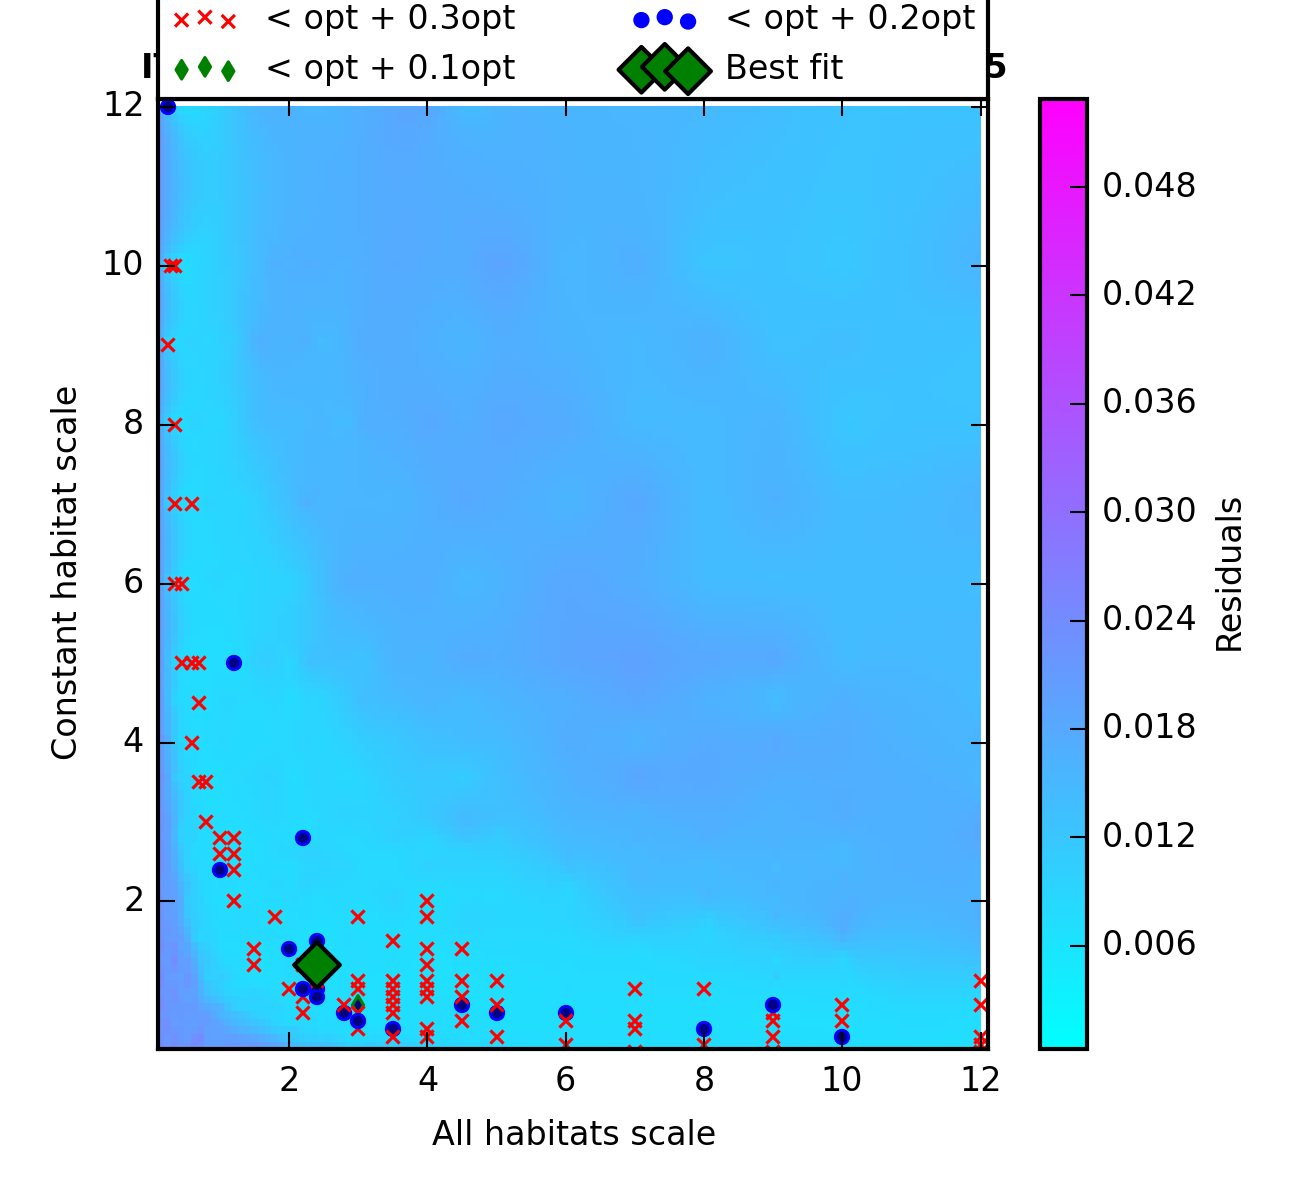 < opt + 0.3opt < opt + 0.2opt
< opt + 0.1opt Best fit
12
10
8
6
4
2
Constant habitat scale
2 4 6 8 10 12
All habitats scale
0.048
0.042
0.036
0.030
0.024
0.018
0.012
0.006
Residuals